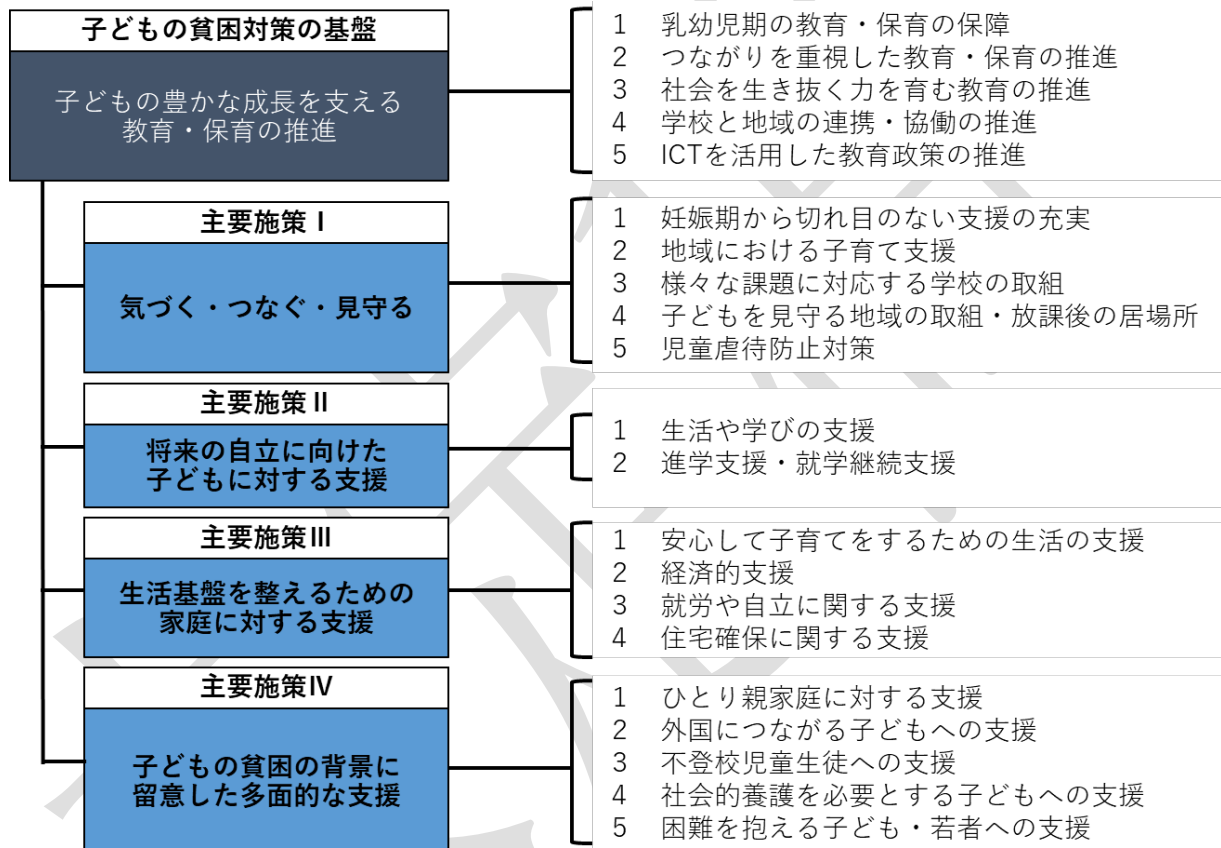 子どもの貧困対策の基盤
子どもの豊かな成長を支える
教育・保育の推進
1 乳幼児期の教育・保育の保障
2 つながりを重視した教育・保育の推進
3 社会を生き抜く力を育む教育の推進
4 学校と地域の連携・協働の推進
5 ICTを活用した教育政策の推進
主要施策Ⅰ
気づく・つなぐ・見守る
1 妊娠期から切れ目のない支援の充実
2 地域における子育て支援
3 様々な課題に対応する学校の取組
4 子どもを見守る地域の取組・放課後の居場所
5 児童虐待防止対策
主要施策Ⅱ
将来の自立に向けた
子どもに対する支援
1 生活や学びの支援
2 進学支援・就学継続支援
主要施策Ⅲ
生活基盤を整えるための
家庭に対する支援
1 安心して子育てをするための生活の支援
2 経済的支援
3 就労や自立に関する支援
4 住宅確保に関する支援
主要施策Ⅳ
子どもの貧困の背景に
留意した多面的な支援
1 ひとり親家庭に対する支援
2 外国につながる子どもへの支援
3 不登校児童生徒への支援
4 社会的養護を必要とする子どもへの支援
5 困難を抱える子ども・若者への支援